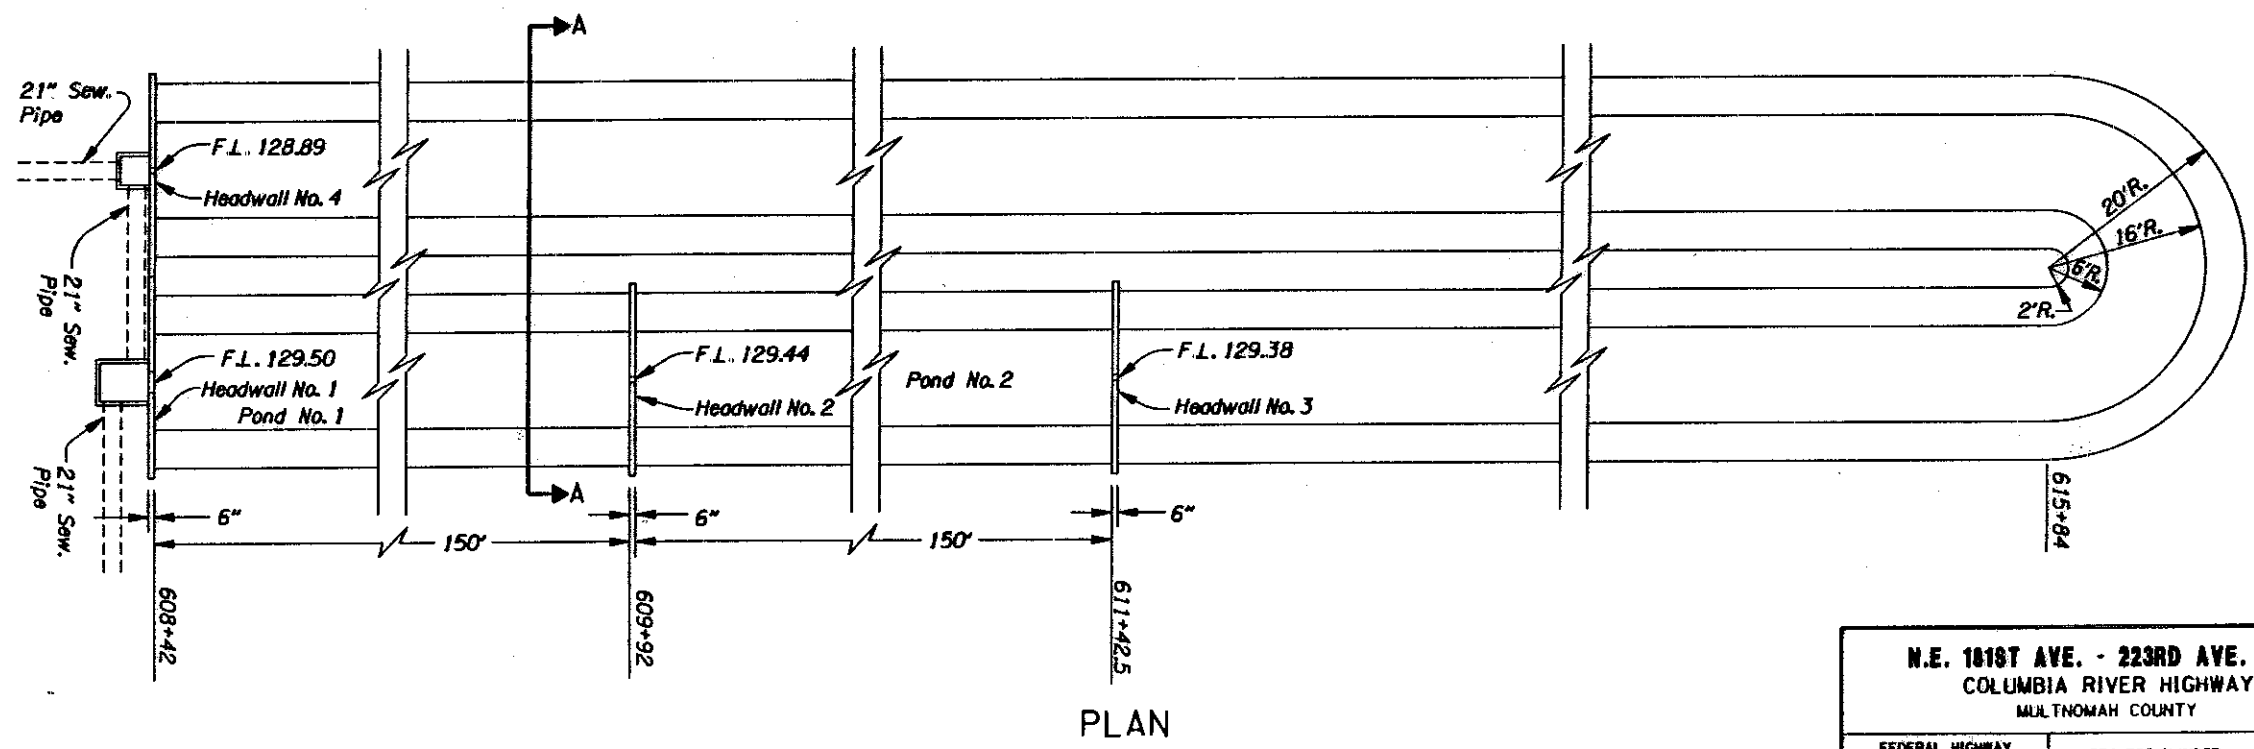 A
21" Sew.
Pipe
F.L. 128.89
Headwall No. 4
20'R.
16'R.
6'R.
2'R.
21" Sew.
Pipe
F.L. 129.50
Headwall No. 1
Pond No. 1
F.L. 129.44
Headwall No. 2
Pond No. 2
F.L. 129.38
Headwall No. 3
21" Sew.
Pipe
A
6"
6"
6"
150'
150'
608+42
609+92
611+42.5
615+84
PLAN
N.E. 181ST AVE. - 223RD AVE.
COLUMBIA RIVER HIGHWAY
MULTNOMAH COUNTY
FEDERAL HIGHWAY